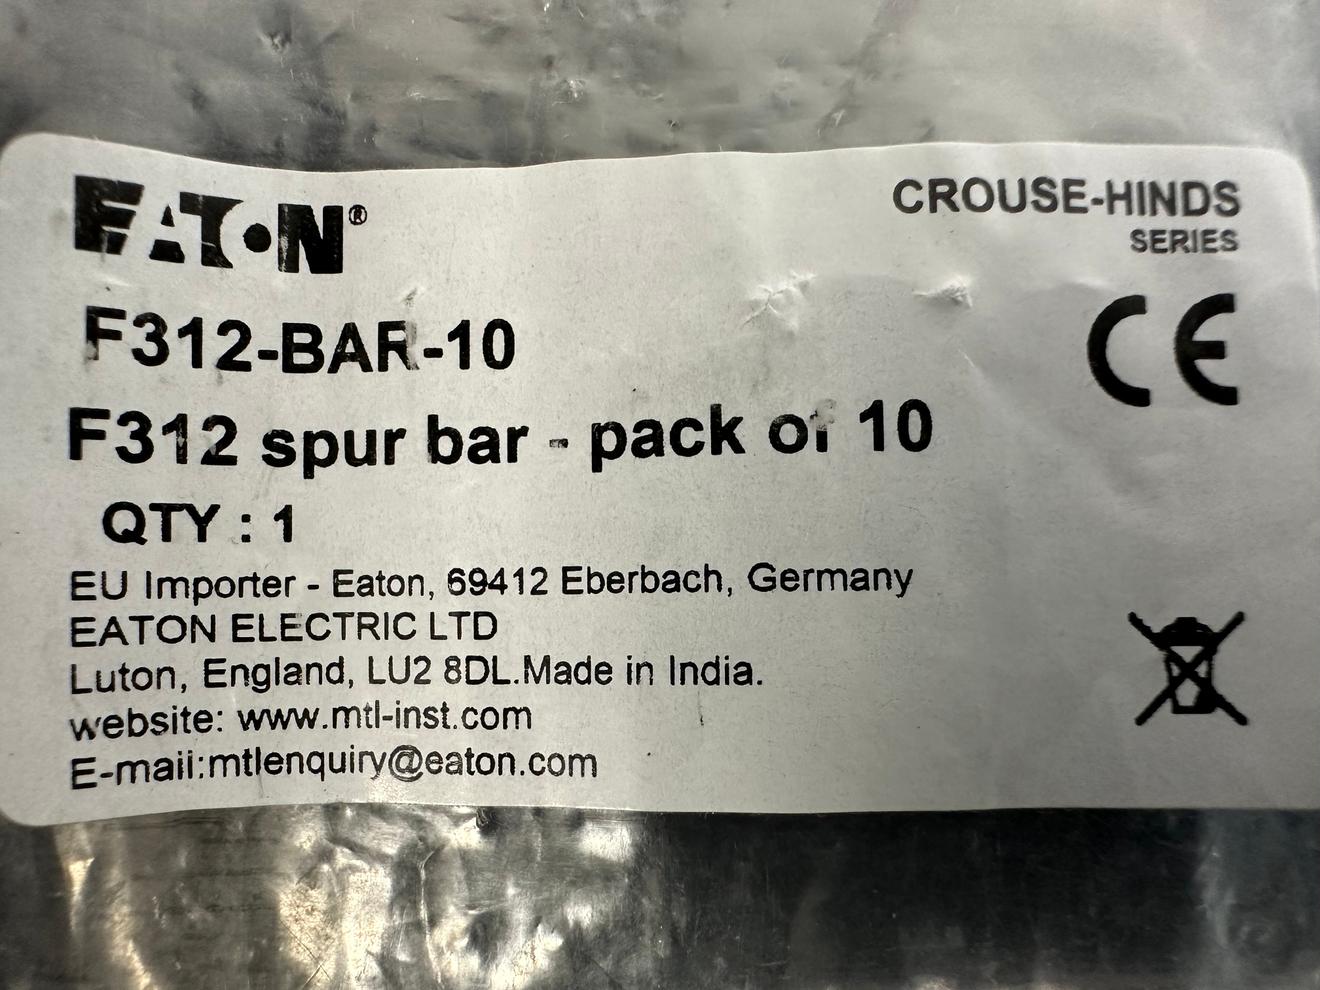 EATON®
CROUSE-HINDS
SERIES
F312-BAR-10
CE
F312 spur bar - pack of 10
QTY : 1
EU Importer - Eaton, 69412 Eberbach, Germany
EATON ELECTRIC LTD
Luton, England, LU2 8DL.Made in India.
website: www.mtl-inst.com
E-mail:mtlenquiry@eaton.com